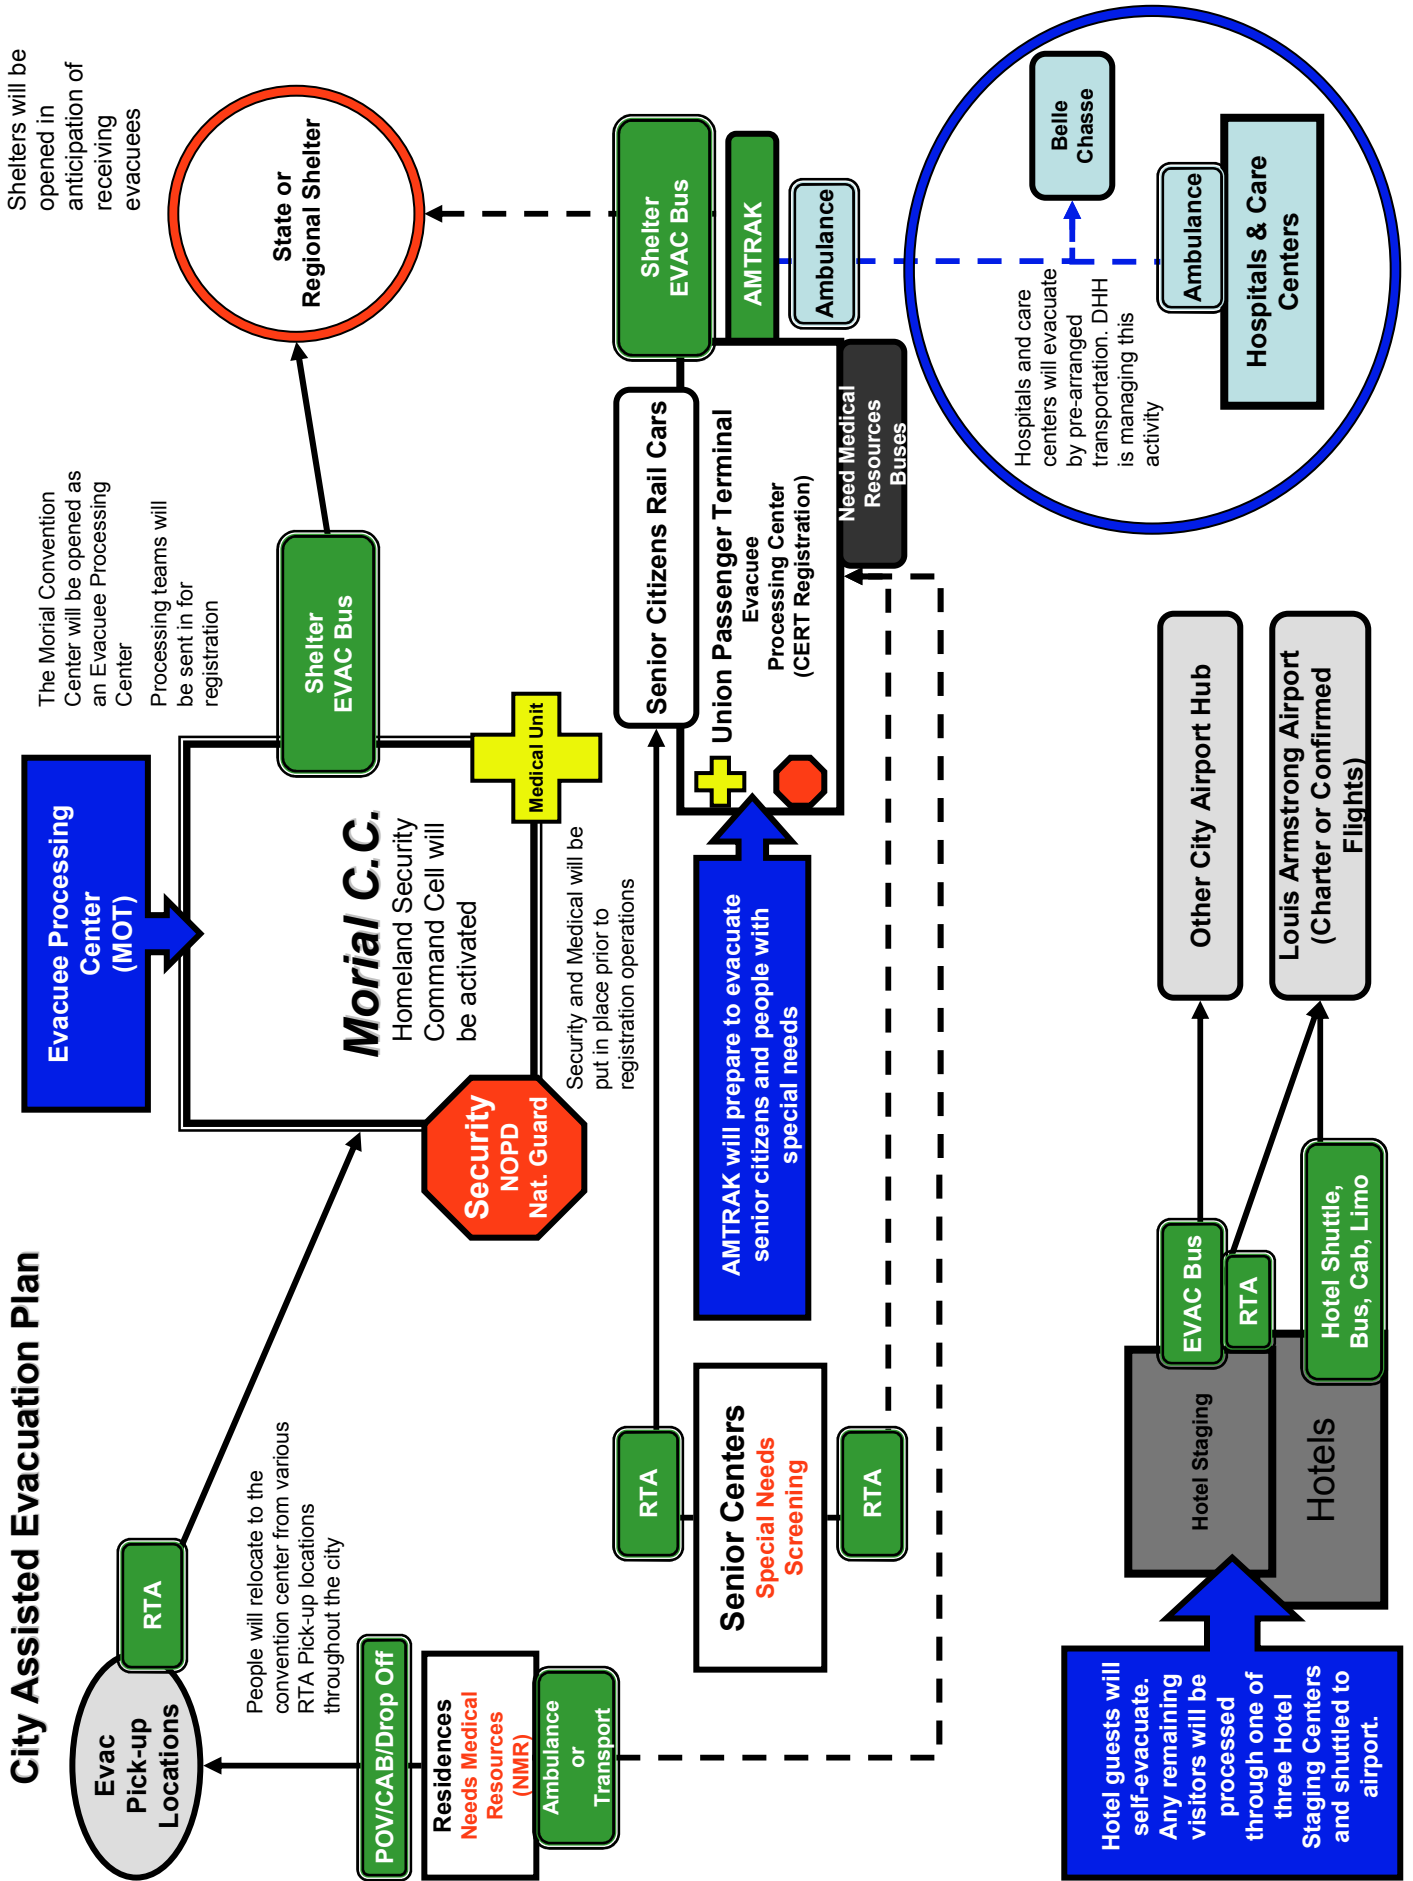 City Assisted Evacuation Plan
Evac
Pick-up
Locations
RTA
People will relocate to the
convention center from various
RTA Pick-up locations
throughout the city
POV/CAB/Drop Off
Residences
Needs Medical
Resources
(NMR)
Ambulance
or
Transport
Evacuee Processing
Center
(MOT)
The Morial Convention
Center will be opened as
an Evacuee Processing
Center
Processing teams will
be sent in for
registration
Morial C.C.
Homeland Security
Command Cell will
be activated
Security
NOPD
Nat. Guard
Medical Unit
Security and Medical will be
put in place prior to
registration operations
Shelter
EVAC Bus
Shelters will be
opened in
anticipation of
receiving
evacuees
State or
Regional Shelter
RTA
Senior Centers
Special Needs
Screening
RTA
AMTRAK will prepare to evacuate
senior citizens and people with
special needs
Senior Citizens Rail Cars
Union Passenger Terminal
Evacuee
Processing Center
(CERT Registration)
Need Medical
Resources
Buses
Shelter
EVAC Bus
AMTRAK
Ambulance
Hospitals and care
centers will evacuate
by pre-arranged
transportation. DHH
is managing this
activity
Belle
Chasse
Ambulance
Hospitals & Care
Centers
Hotel guests will
self-evacuate.
Any remaining
visitors will be
processed
through one of
three Hotel
Staging Centers
and shuttled to
airport.
Hotel Staging
Hotels
EVAC Bus
RTA
Hotel Shuttle,
Bus, Cab, Limo
Other City Airport Hub
Louis Armstrong Airport
(Charter or Confirmed
Flights)